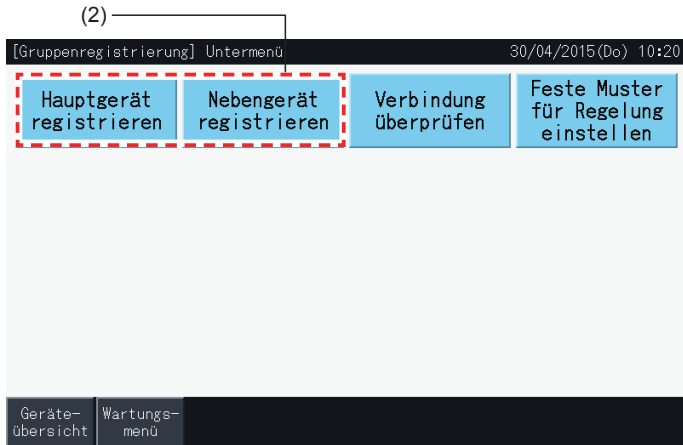 (2)
[Gruppenregistrierung] Untermenü 30/04/2015(Do) 10:20
Hauptgerät
registrieren
Nebengerät
registrieren
Verbindung
überprüfen
Feste Muster
für Regelung
einstellen
Geräte-
übersicht
Wartungs-
menü